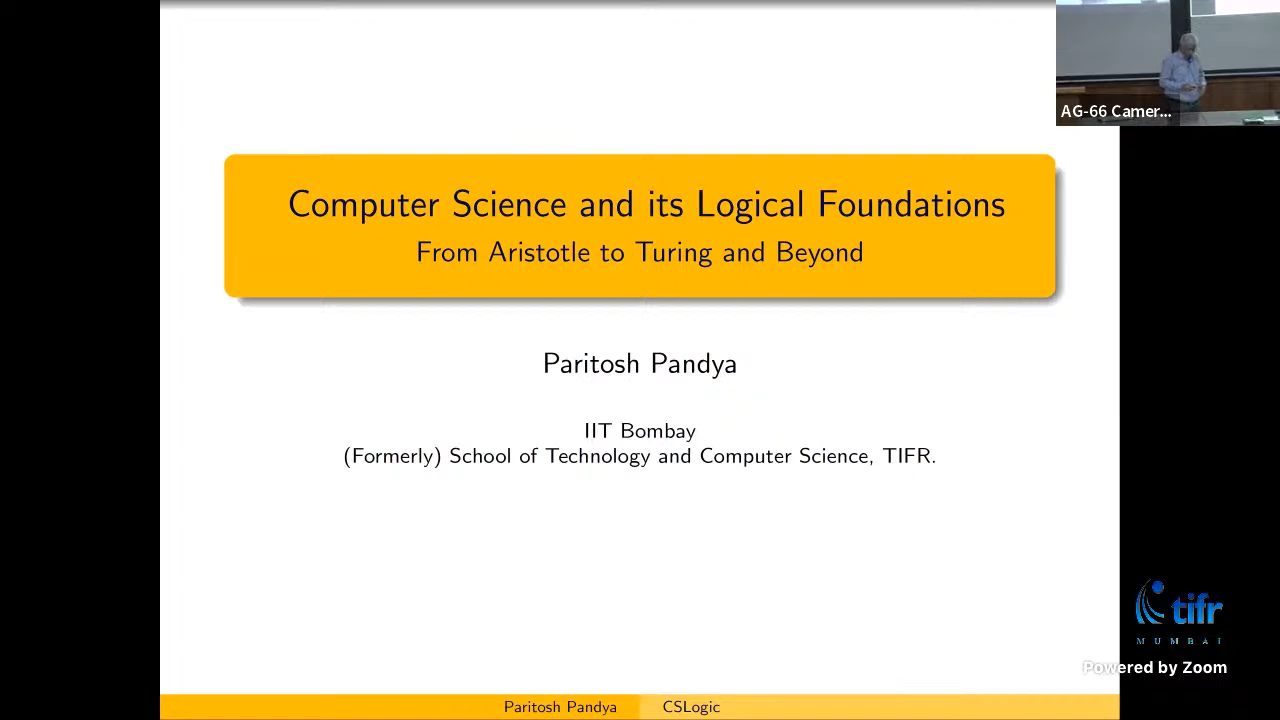 AG-66 Camer...
Computer Science and its Logical Foundations
From Aristotle to Turing and Beyond
Paritosh Pandya
IIT Bombay
(Formerly) School of Technology and Computer Science, TIFR.
tifr
MUMBAI
Powered by Zoom
Paritosh Pandya CSLogic